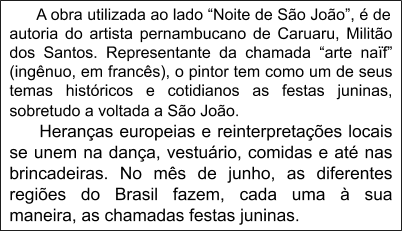 A obra utilizada ao lado “Noite de São João”, é de
autoria do artista pernambucano de Caruaru, Militão
dos Santos. Representante da chamada “arte naïf”
(ingênuo, em francês), o pintor tem como um de seus
temas históricos e cotidianos as festas juninas,
sobretudo a voltada a São João.
Heranças europeias e reinterpretações locais
se unem na dança, vestuário, comidas e até nas
brincadeiras. No mês de junho, as diferentes
regiões do Brasil fazem, cada uma à sua
maneira, as chamadas festas juninas.